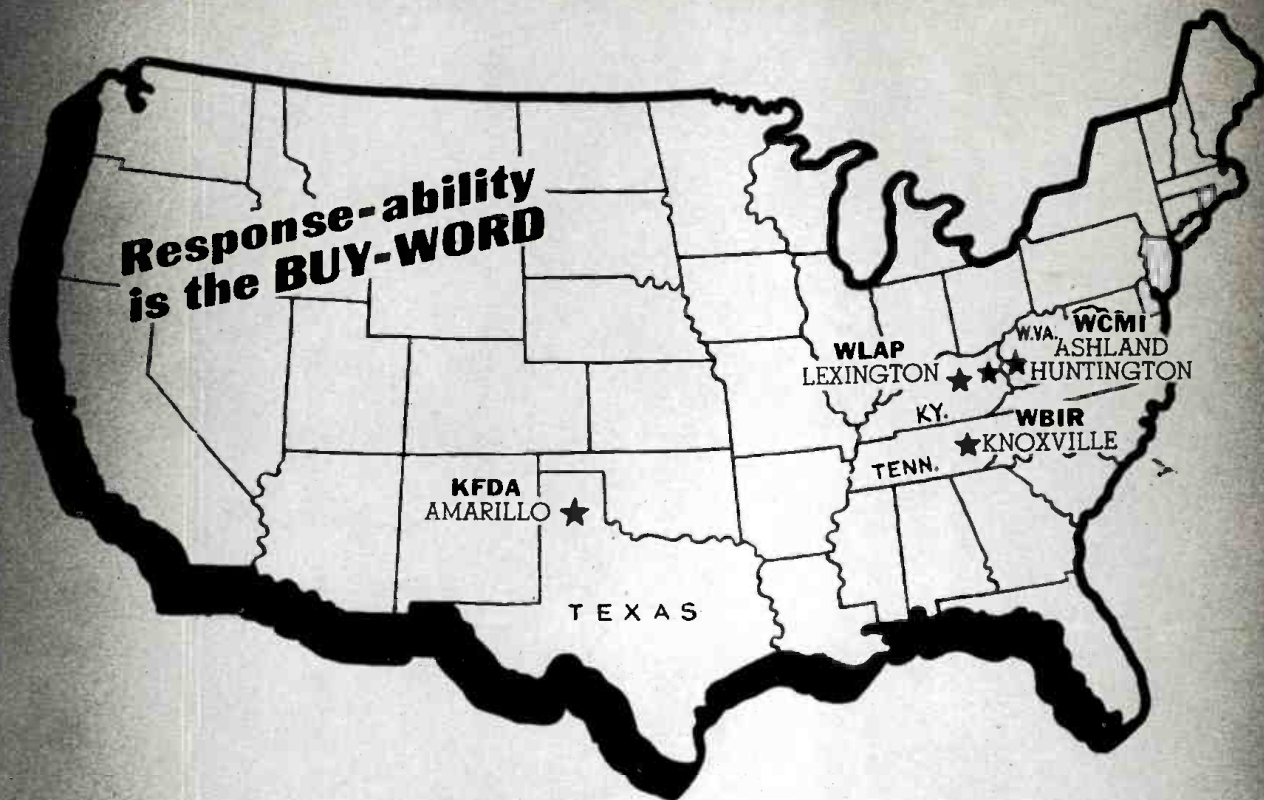 Response-ability
is the BUY-WORD
W.VA.
WCMI
ASHLAND
HUNTINGTON
WLAP
LEXINGTON
KY.
WBIR
KNOXVILLE
TENN.
KFDA
AMARILLO
TEXAS